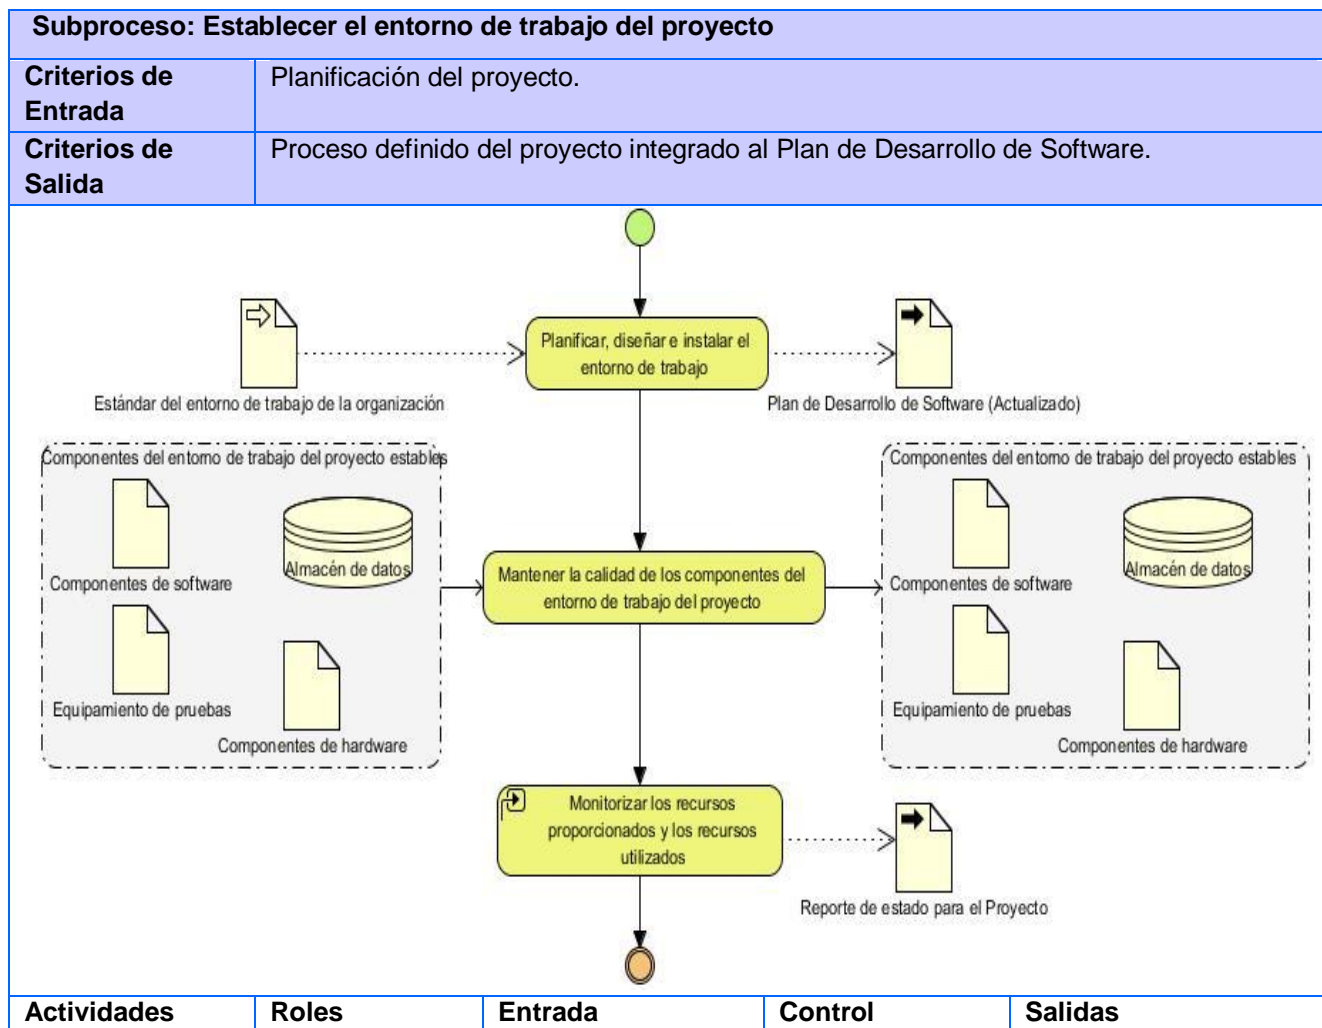 Subproceso: Establecer el entorno de trabajo del proyecto
Criterios de
Entrada
Planificación del proyecto.
Criterios de
Salida
Proceso definido del proyecto integrado al Plan de Desarrollo de Software.
Planificar, diseñar e instalar el
entorno de trabajo
Estándar del entorno de trabajo de la organización
Plan de Desarrollo de Software (Actualizado)
Componentes del entorno de trabajo del proyecto estables
Componentes de software
Almacén de datos
Equipamiento de pruebas
Componentes de hardware
Mantener la calidad de los componentes del
entorno de trabajo del proyecto
Componentes del entorno de trabajo del proyecto estables
Componentes de software
Almacén de datos
Equipamiento de pruebas
Componentes de hardware
Monitorizar los recursos
proporcionados y los recursos
utilizados
Reporte de estado para el Proyecto
Actividades
Roles
Entrada
Control
Salidas